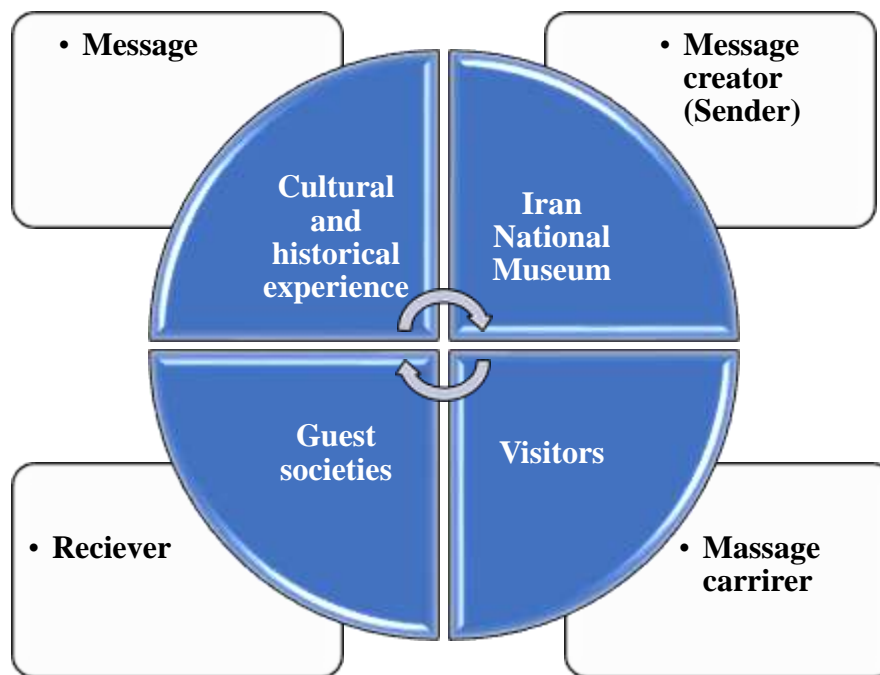 • Message
• Message
creator
(Sender)
Cultural
and
historical
experience
Iran
National
Museum
Guest
societies
Visitors
• Reciever
• Massage
carrirer